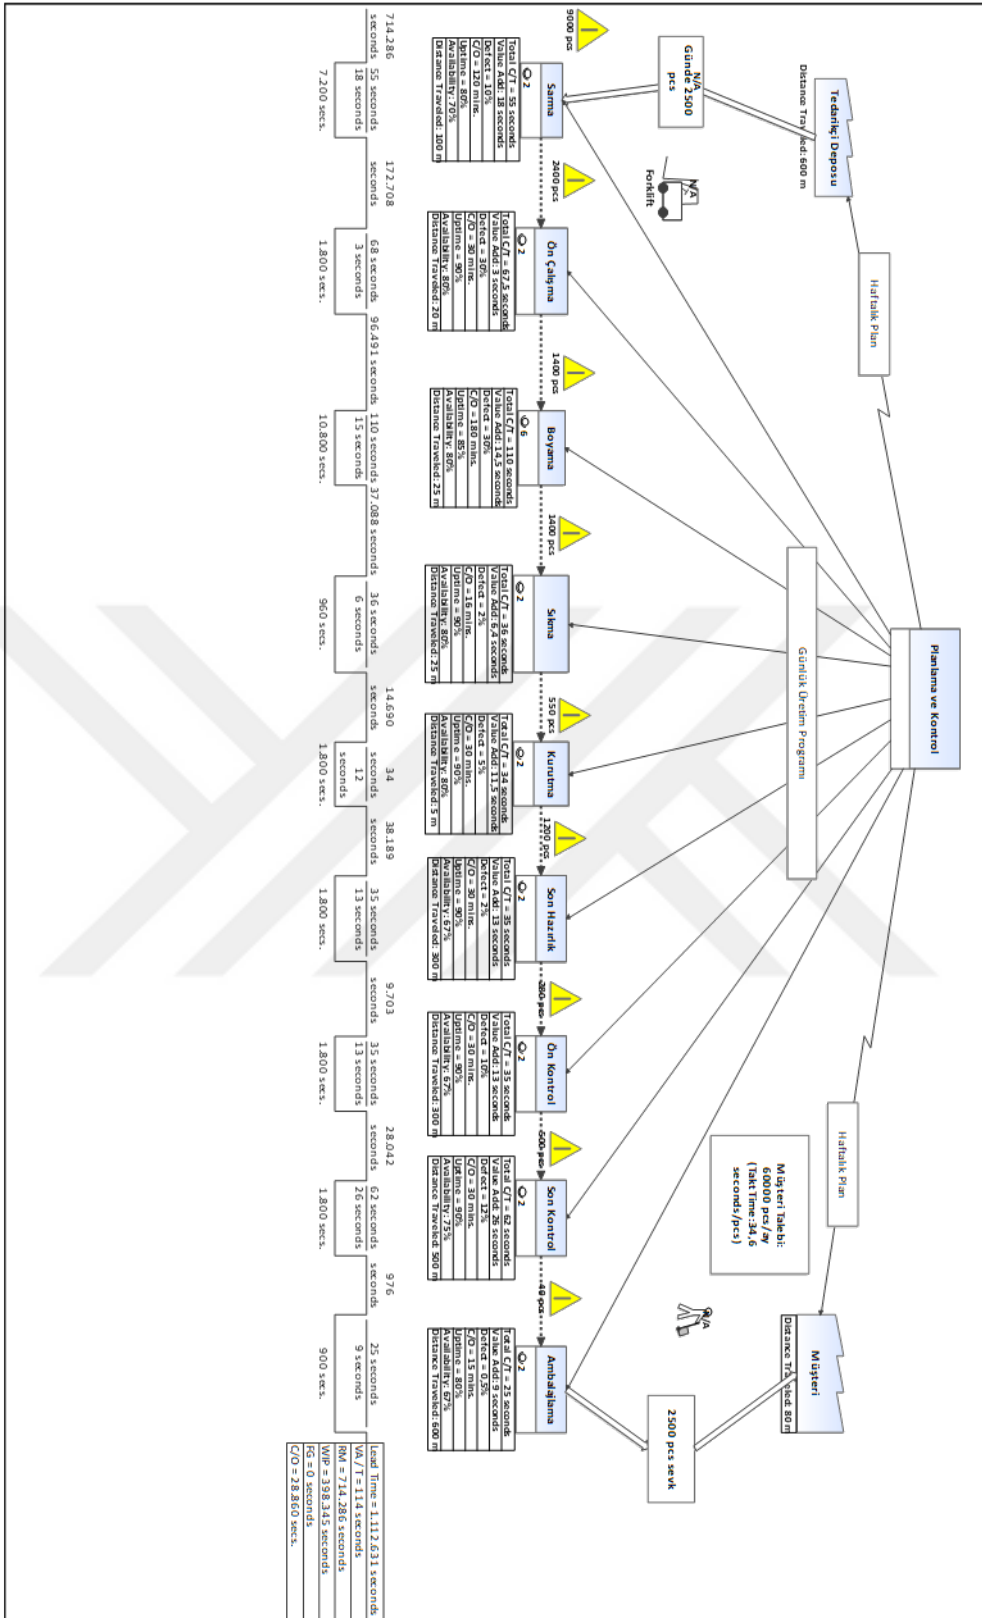 Planlama ve Kontrol
Haftalık Plan
Haftalık Plan
Günlük Üretim Programı
Tedarikçi Deposu
Distance Traveled: 600 m
N/A
Günde 2500
pcs
N/A
Forklift
Müşteri Talebi:
60000 pcs/ay
(Takt Time:34,6
seconds/pcs)
Müşteri
Distance Traveled: 80 m
N/A
2500 pcs sevk
9000 pcs
Sarma
2
Total C/T = 55 seconds
Value Add: 18 seconds
Defect = 10%
C/O = 120 mins.
Uptime = 80%
Availability: 70%
Distance Traveled: 100 m
2400 pcs
Ön Çalışma
2
Total C/T = 67,5 seconds
Value Add: 3 seconds
Defect = 30%
C/O = 30 mins.
Uptime = 90%
Availability: 80%
Distance Traveled: 20 m
1400 pcs
Boyama
6
Total C/T = 110 seconds
Value Add: 14,5 seconds
Defect = 30%
C/O = 180 mins.
Uptime = 85%
Availability: 80%
Distance Traveled: 25 m
1400 pcs
Sıkma
2
Total C/T = 36 seconds
Value Add: 6,4 seconds
Defect = 2%
C/O = 16 mins.
Uptime = 90%
Availability: 80%
Distance Traveled: 25 m
550 pcs
Kurutma
2
Total C/T = 34 seconds
Value Add: 11,5 seconds
Defect = 5%
C/O = 30 mins.
Uptime = 90%
Availability: 80%
Distance Traveled: 5 m
1200 pcs
Son Hazırlık
2
Total C/T = 35 seconds
Value Add: 13 seconds
Defect = 2%
C/O = 30 mins.
Uptime = 90%
Availability: 67%
Distance Traveled: 300 m
280 pcs
Ön Kontrol
2
Total C/T = 35 seconds
Value Add: 13 seconds
Defect = 10%
C/O = 30 mins.
Uptime = 90%
Availability: 67%
Distance Traveled: 300 m
500 pcs
Son Kontrol
2
Total C/T = 62 seconds
Value Add: 26 seconds
Defect = 12%
C/O = 30 mins.
Uptime = 90%
Availability: 75%
Distance Traveled: 500 m
40 pcs
Ambalajlama
2
Total C/T = 25 seconds
Value Add: 9 seconds
Defect = 0,5%
C/O = 15 mins.
Uptime = 80%
Availability: 67%
Distance Traveled: 600 m
714.286
seconds
55 seconds
18 seconds
7.200 secs.
172.708
seconds
68 seconds
3 seconds
1.800 secs.
96.491 seconds
110 seconds
15 seconds
10.800 secs.
37.088 seconds
36 seconds
6 seconds
960 secs.
14.690
seconds
34
seconds
12
seconds
1.800 secs.
38.189
seconds
35 seconds
13 seconds
1.800 secs.
9.703
seconds
35 seconds
13 seconds
1.800 secs.
28.042
seconds
62 seconds
26 seconds
1.800 secs.
976
seconds
25 seconds
9 seconds
900 secs.
Lead Time = 1.112.631 seconds
VA / T = 114 seconds
RM = 714.286 seconds
WIP = 398.345 seconds
FG = 0 seconds
C/O = 28.860 secs.